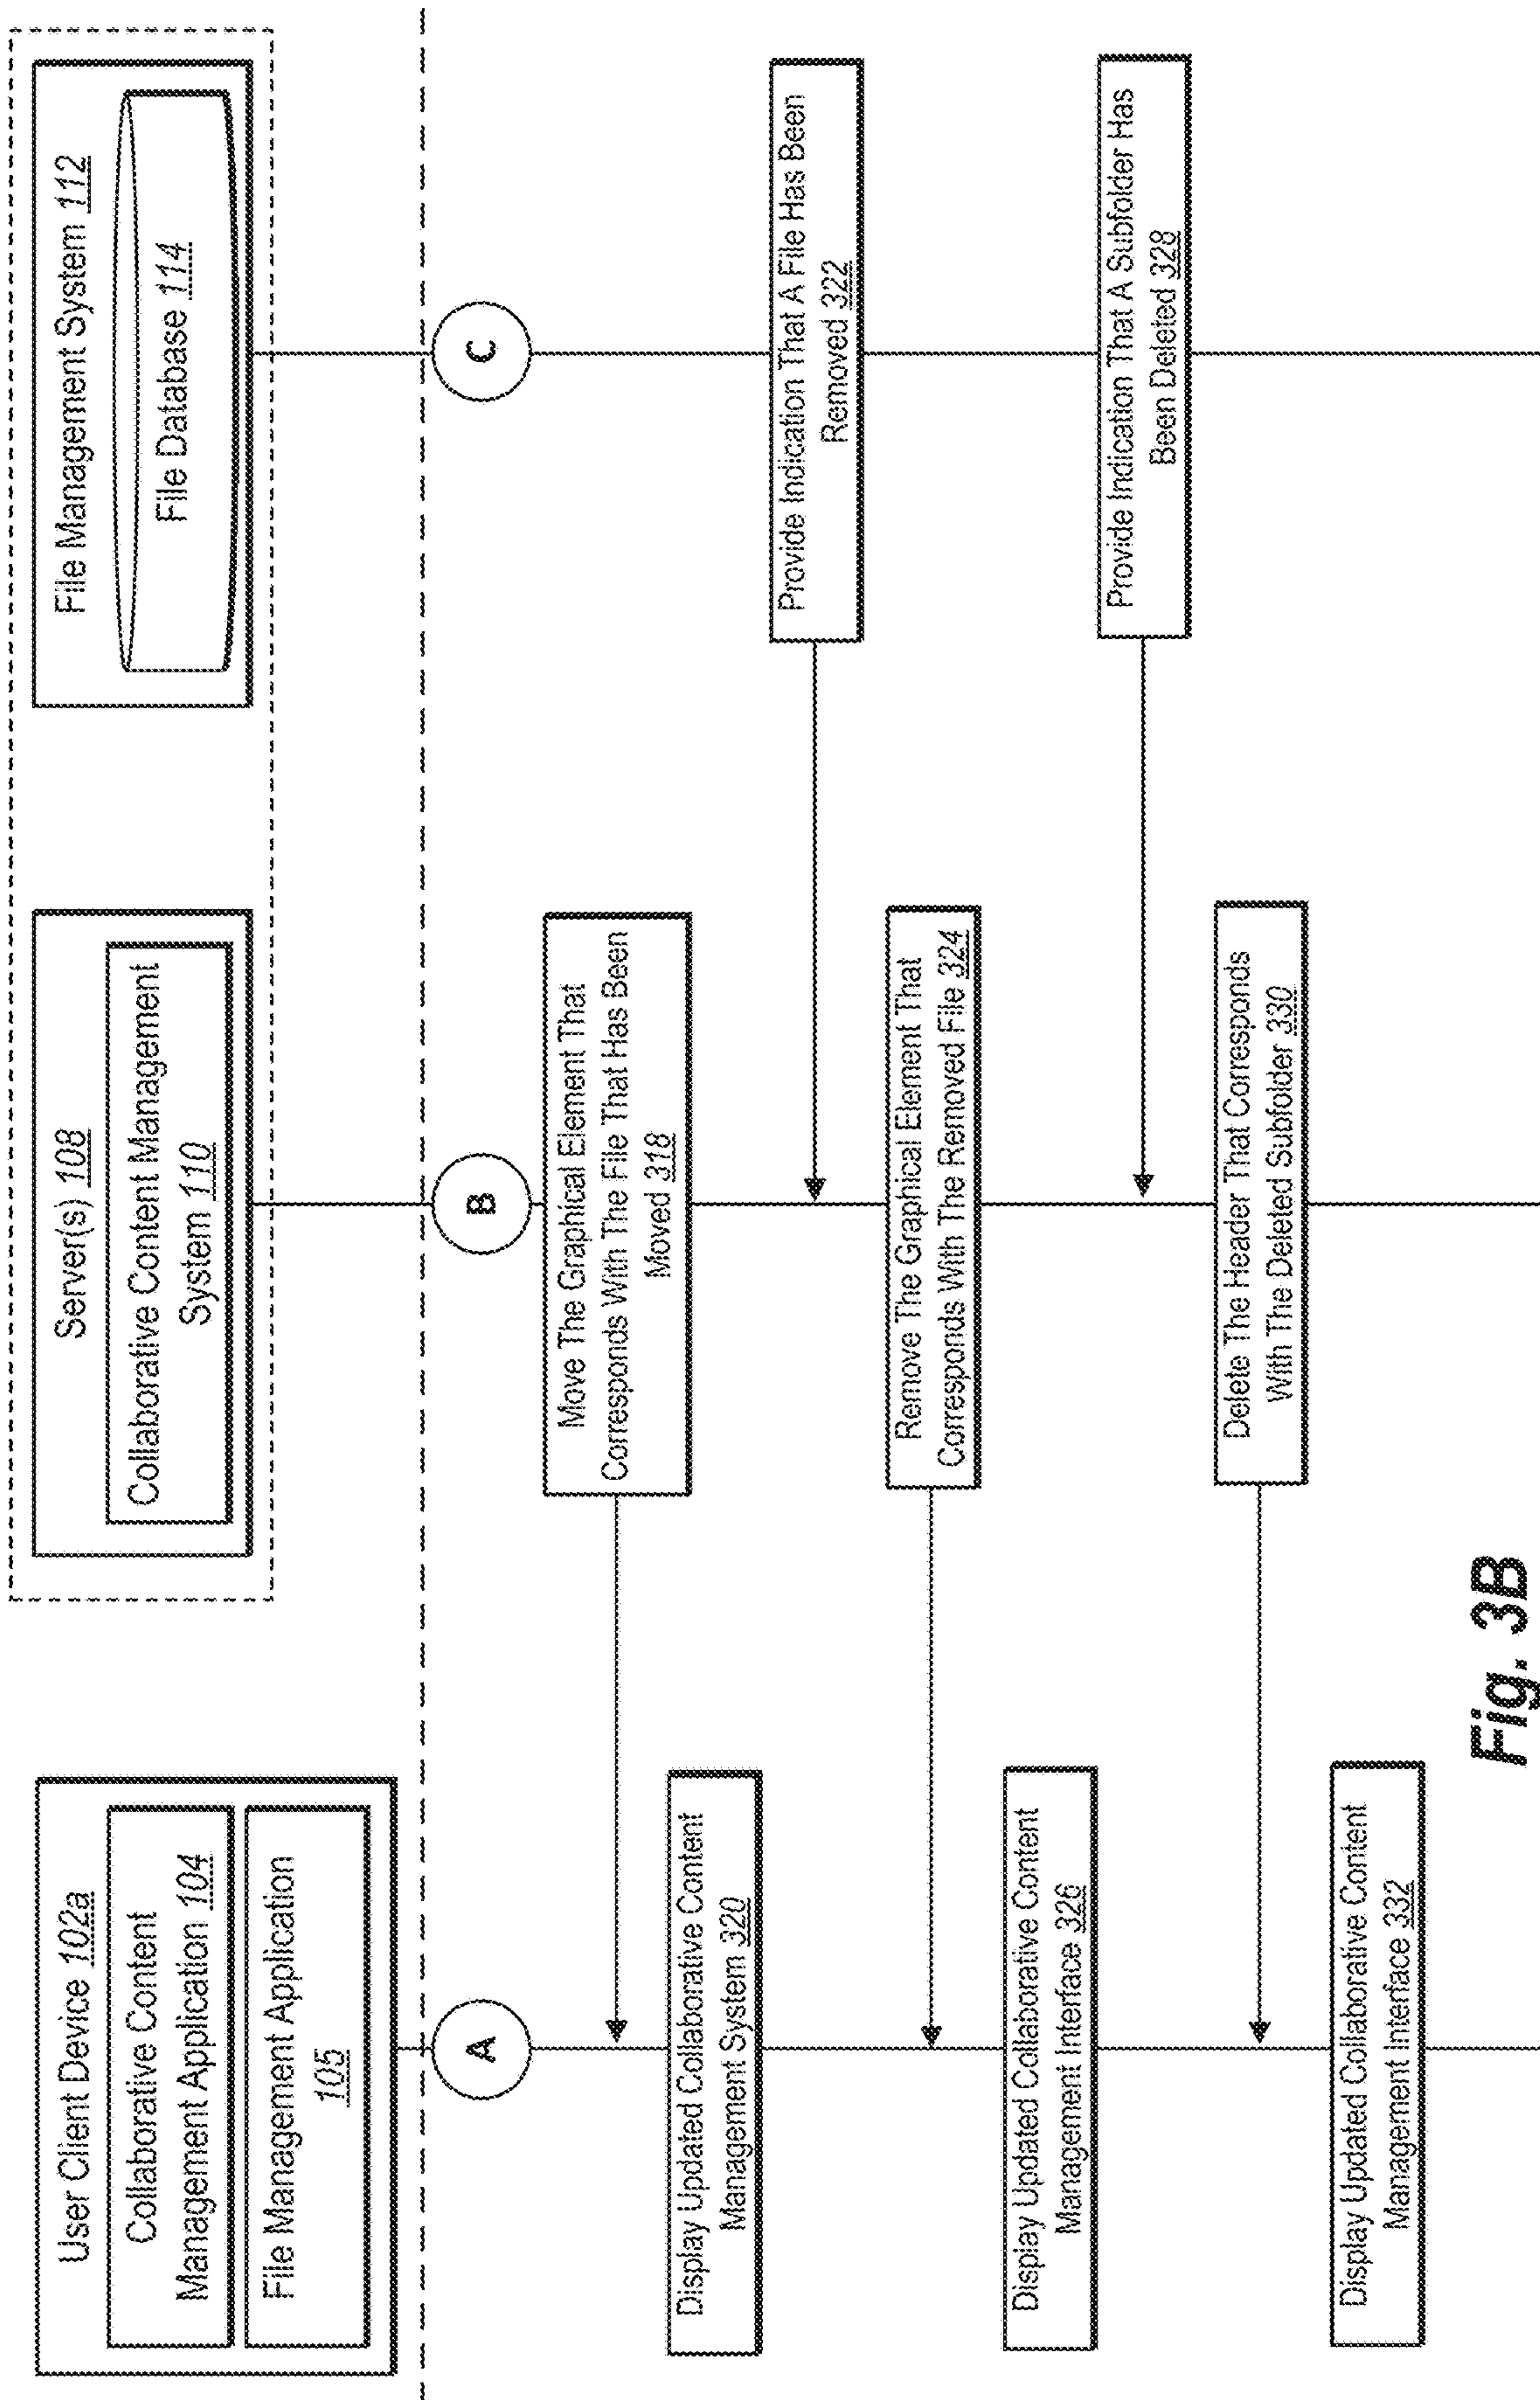 User Client Device 102a
Collaborative Content
Management Application 104
File Management Application
105
Server(s) 108
Collaborative Content Management
System 110
File Management System 112
File Database 114
A
B
C
Move The Graphical Element That
Corresponds With The File That Has Been
Moved 318
Display Updated Collaborative Content
Management System 320
Provide Indication That A File Has Been
Removed 322
Remove The Graphical Element That
Corresponds With The Removed File 324
Display Updated Collaborative Content
Management Interface 326
Provide Indication That A Subfolder Has
Been Deleted 328
Delete The Header That Corresponds
With The Deleted Subfolder 330
Display Updated Collaborative Content
Management Interface 332
Fig. 3B